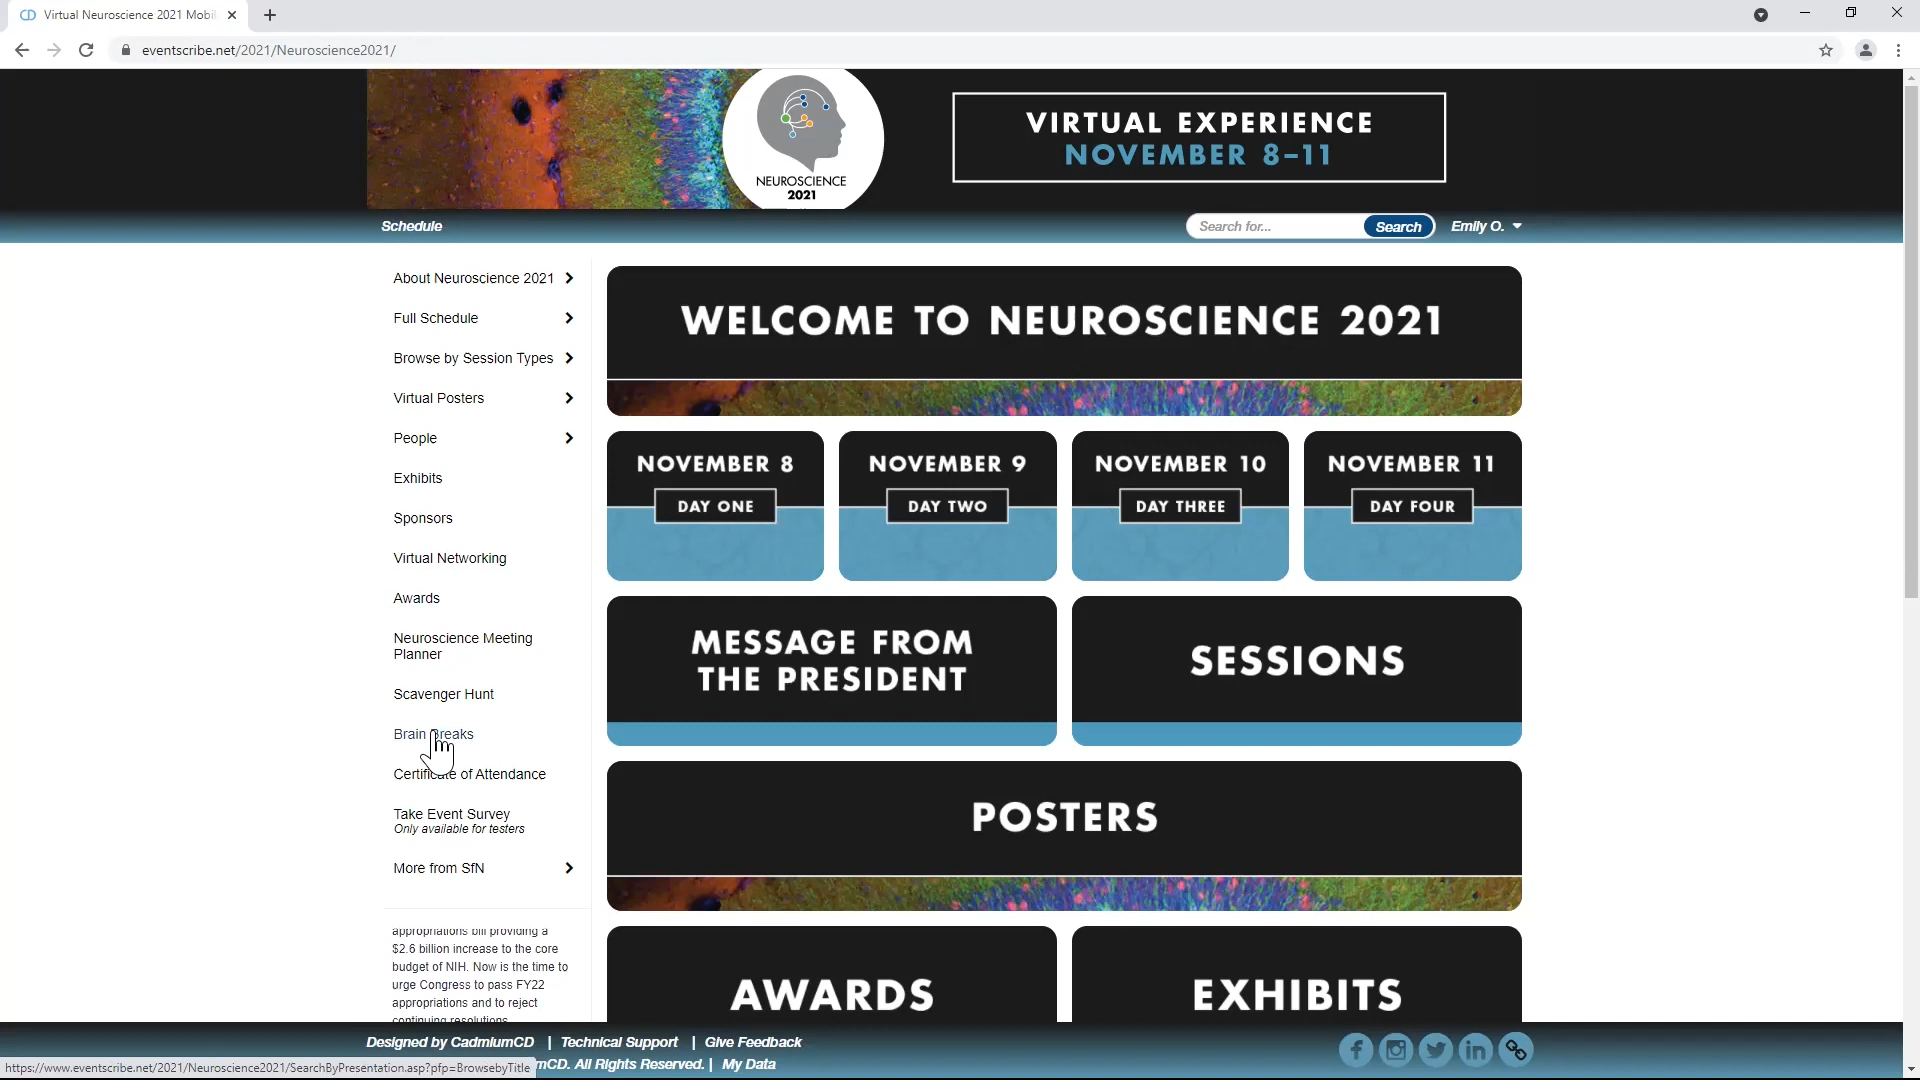 Virtual Neuroscience 2021 Mobil
eventscribe.net/2021/Neuroscience2021/
NEUROSCIENCE
2021
VIRTUAL EXPERIENCE
NOVEMBER 8–11
Schedule
Search for...
Search
Emily O.
About Neuroscience 2021
Full Schedule
Browse by Session Types
Virtual Posters
People
Exhibits
Sponsors
Virtual Networking
Awards
Neuroscience Meeting
Planner
Scavenger Hunt
Brain Breaks
Certificate of Attendance
Take Event Survey
Only available for testers
More from SfN
appropriations bill providing a
$2.6 billion increase to the core
budget of NIH. Now is the time to
urge Congress to pass FY22
appropriations and to reject
continuing resolutions.
WELCOME TO NEUROSCIENCE 2021
NOVEMBER 8
DAY ONE
NOVEMBER 9
DAY TWO
NOVEMBER 10
DAY THREE
NOVEMBER 11
DAY FOUR
MESSAGE FROM
THE PRESIDENT
SESSIONS
POSTERS
AWARDS
EXHIBITS
Designed by CadmiumCD | Technical Support | Give Feedback
mCD. All Rights Reserved. | My Data
https://www.eventscribe.net/2021/Neuroscience2021/SearchByPresentation.asp?pfp=BrowsebyTitle